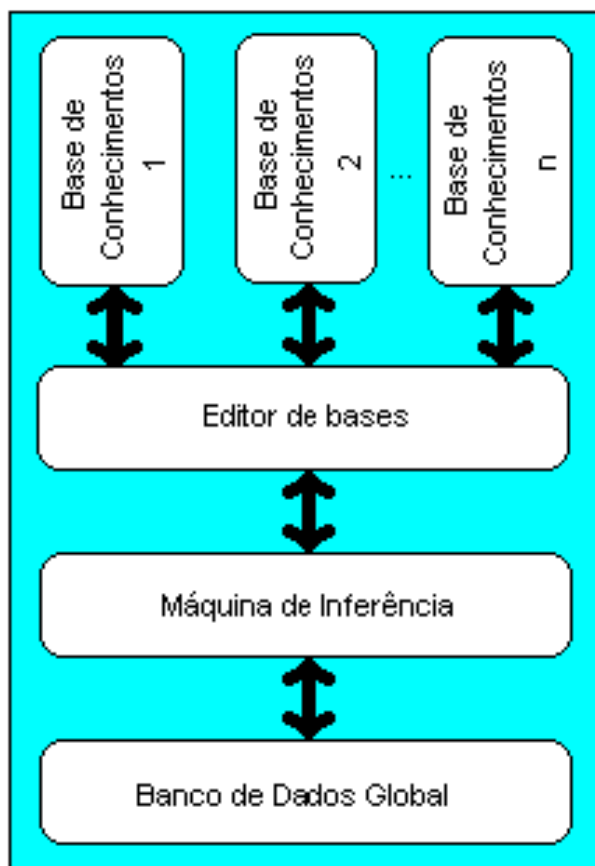 Base de
Conhecimentos
1
Base de
Conhecimentos
2
...
Base de
Conhecimentos
n
Editor de bases
Máquina de Inferência
Banco de Dados Global